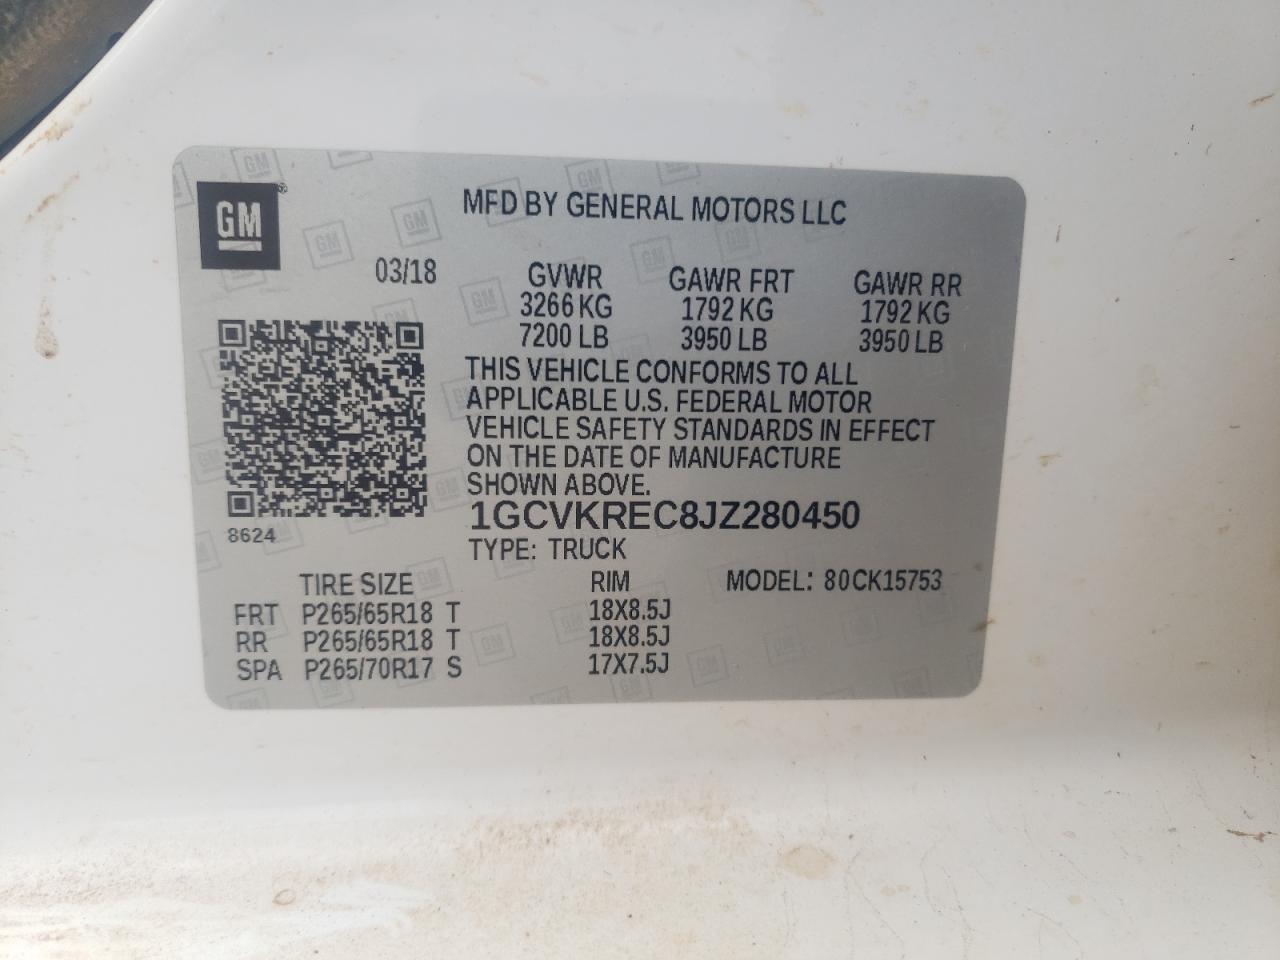 GM
MFD BY GENERAL MOTORS LLC
03/18
GVWR GAWR FRT GAWR RR
3266 KG 1792 KG 1792 KG
7200 LB 3950 LB 3950 LB
THIS VEHICLE CONFORMS TO ALL
APPLICABLE U.S. FEDERAL MOTOR
VEHICLE SAFETY STANDARDS IN EFFECT
ON THE DATE OF MANUFACTURE
SHOWN ABOVE.
1GCVKREC8JZ280450
8624
TYPE: TRUCK
TIRE SIZE RIM MODEL: 80CK15753
FRT P265/65R18 T 18X8.5J
RR P265/65R18 T 18X8.5J
SPA P265/70R17 S 17X7.5J